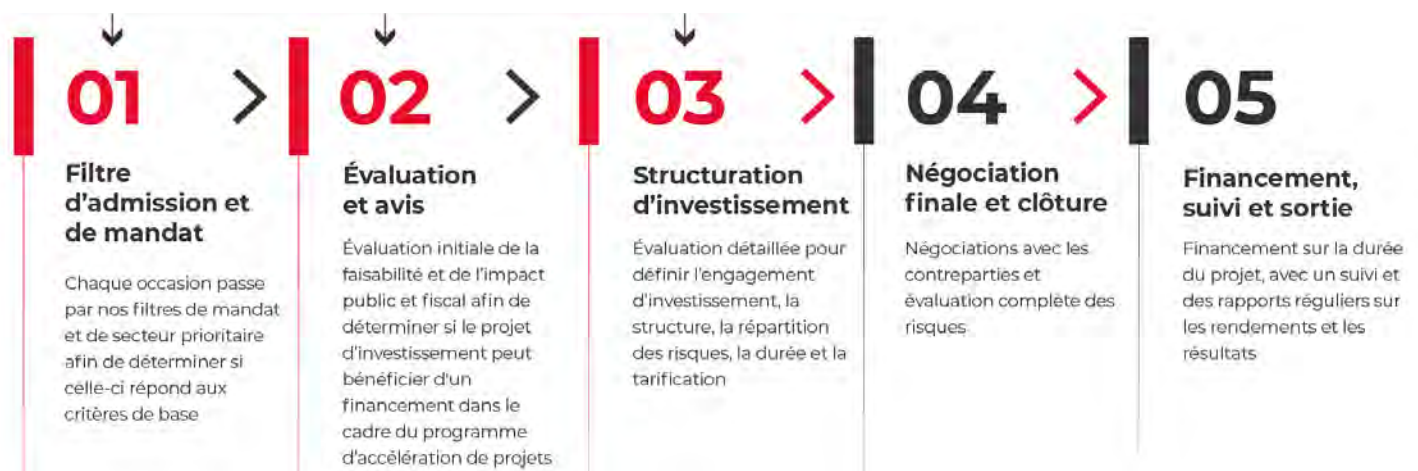 01
Filtre
d'admission et
de mandat
Chaque occasion passe
par nos filtres de mandat
et de secteur prioritaire
afin de déterminer si
celle-ci répond aux
critères de base
02
Évaluation
et avis
Évaluation initiale de la
faisabilité et de l'impact
public et fiscal afin de
déterminer si le projet
d'investissement peut
bénéficier d'un
financement dans le
cadre du programme
d'accélération de projets
03
Structuration
d'investissement
Évaluation détaillée pour
définir l'engagement
d'investissement, la
structure, la répartition
des risques, la durée et la
tarification
04
Négociation
finale et clôture
Négociations avec les
contreparties et
évaluation complète des
risques
05
Financement,
suivi et sortie
Financement sur la durée
du projet, avec un suivi et
des rapports réguliers sur
les rendements et les
résultats